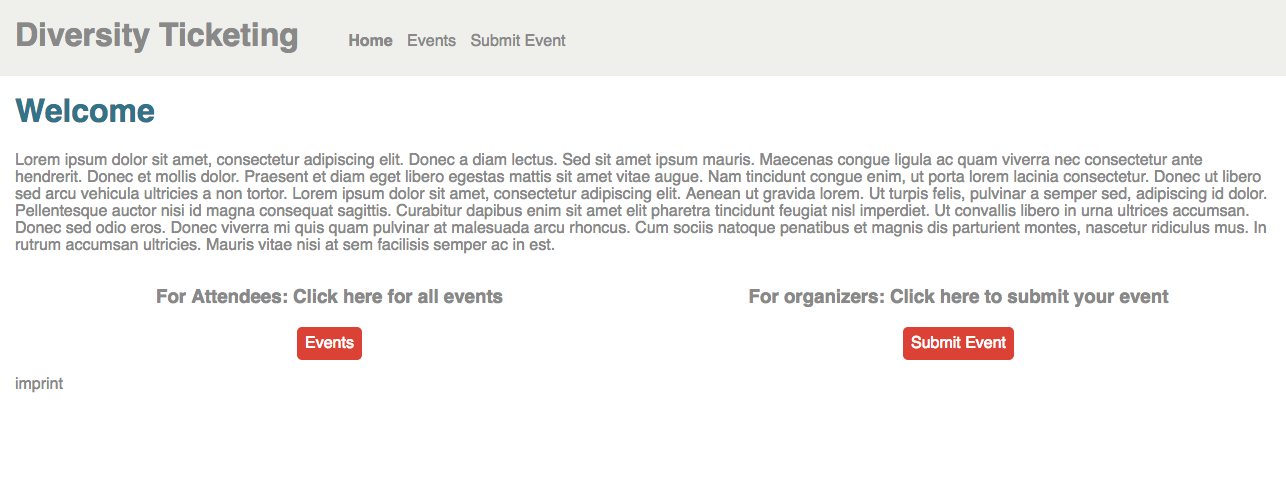 Diversity Ticketing
Home Events Submit Event
Welcome
Lorem ipsum dolor sit amet, consectetur adipiscing elit. Donec a diam lectus. Sed sit amet ipsum mauris. Maecenas congue ligula ac quam viverra nec consectetur ante
hendrerit. Donec et mollis dolor. Praesent et diam eget libero egestas mattis sit amet vitae augue. Nam tincidunt congue enim, ut porta lorem lacinia consectetur. Donec ut libero
sed arcu vehicula ultricies a non tortor. Lorem ipsum dolor sit amet, consectetur adipiscing elit. Aenean ut gravida lorem. Ut turpis felis, pulvinar a semper sed, adipiscing id dolor.
Pellentesque auctor nisi id magna consequat sagittis. Curabitur dapibus enim sit amet elit pharetra tincidunt feugiat nisl imperdiet. Ut convallis libero in urna ultrices accumsan.
Donec sed odio eros. Donec viverra mi quis quam pulvinar at malesuada arcu rhoncus. Cum sociis natoque penatibus et magnis dis parturient montes, nascetur ridiculus mus. In
rutrum accumsan ultricies. Mauris vitae nisi at sem facilisis semper ac in est.
For Attendees: Click here for all events
Events
For organizers: Click here to submit your event
Submit Event
imprint